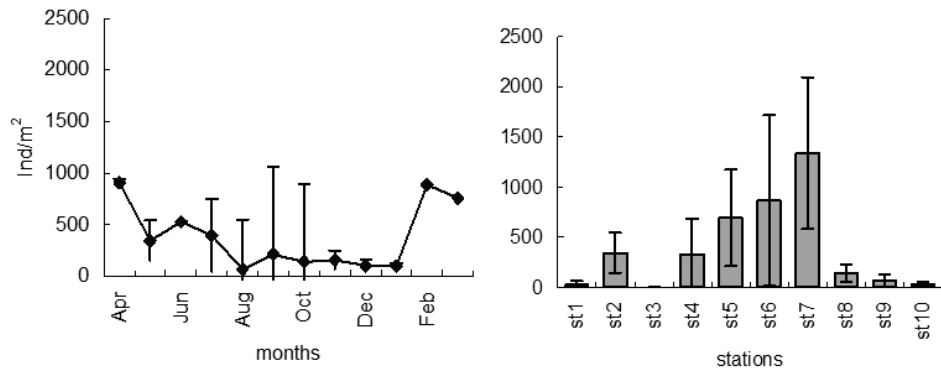 2500
2000
1500
1000
500
0
Ind/m²
Apr
Jun
Aug
Oct
Dec
Feb
months
2500
2000
1500
1000
500
0
st1
st2
st3
st4
st5
st6
st7
st8
st9
st10
stations